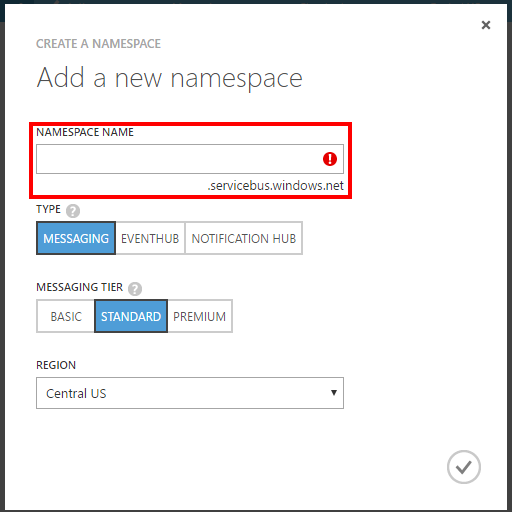 CREATE A NAMESPACE
Add a new namespace
NAMESPACE NAME
.servicebus.windows.net
TYPE ?
MESSAGING EVENTHUB NOTIFICATION HUB
MESSAGING TIER ?
BASIC STANDARD PREMIUM
REGION
Central US